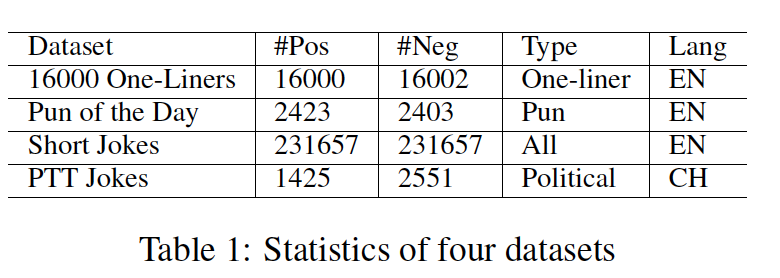 Dataset #Pos #Neg Type Lang
16000 One-Liners 16000 16002 One-liner EN
Pun of the Day 2423 2403 Pun EN
Short Jokes 231657 231657 All EN
PTT Jokes 1425 2551 Political CH
Table 1: Statistics of four datasets